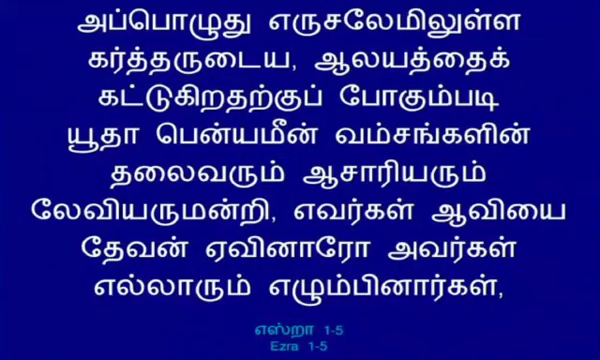 அப்பொழுது எருசலேமிலுள்ள
கர்த்தருடைய, ஆலயத்தைக்
கட்டுகிறதற்குப் போகும்படி
யூதா பென்யமீன் வம்சங்களின்
தலைவரும் ஆசாரியரும்
லேவியருமன்றி, எவர்கள் ஆவியை
தேவன் ஏவினாரோ அவர்கள்
எல்லாரும் எழும்பினார்கள்,
எஸ்றா 1-5
Ezra 1-5